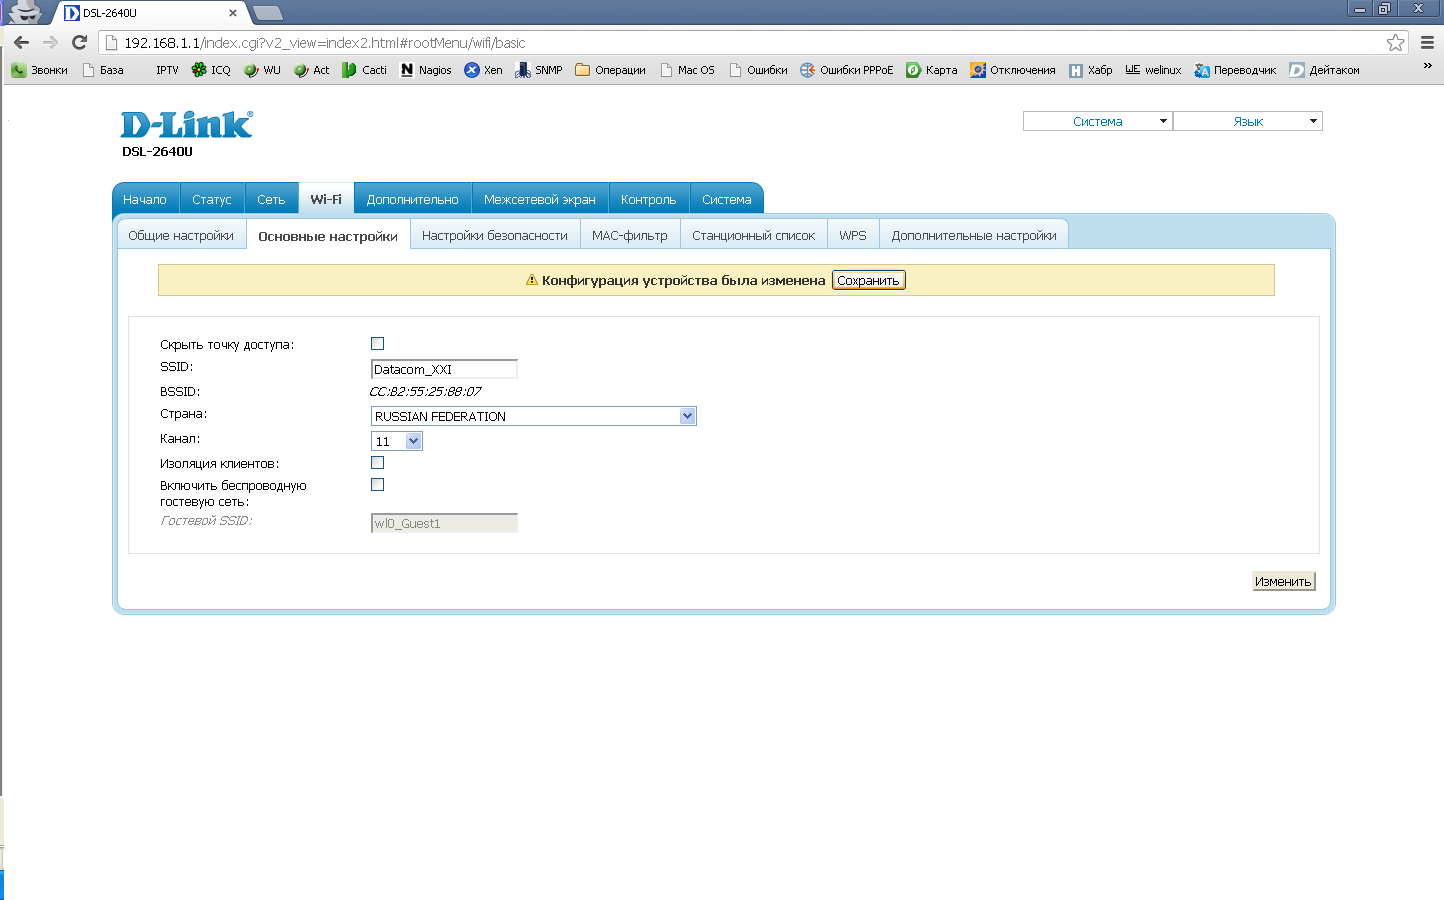 DSL-2640U
192.168.1.1/index.cgi?v2_view=index2.html#rootMenu/wifi/basic
Звонки База IPTV ICQ WU Act Cacti Nagios Xen SNMP Операции Mac OS Ошибки Ошибки PPPoE Карта Отключения Хабр welinux Переводчик Дейтаком »
D-Link®
DSL-2640U
Система Язык
Начало Статус Сеть Wi-Fi Дополнительно Межсетевой экран Контроль Система
Общие настройки Основные настройки Настройки безопасности MAC-фильтр Станционный список WPS Дополнительные настройки
Конфигурация устройства была изменена Сохранить
Скрыть точку доступа:
SSID: Datacom_XXI
BSSID: CC:B2:55:25:88:07
Страна: RUSSIAN FEDERATION
Канал: 11
Изоляция клиентов:
Включить беспроводную
гостевую сеть:
Гостевой SSID: wl0_Guest1
Изменить